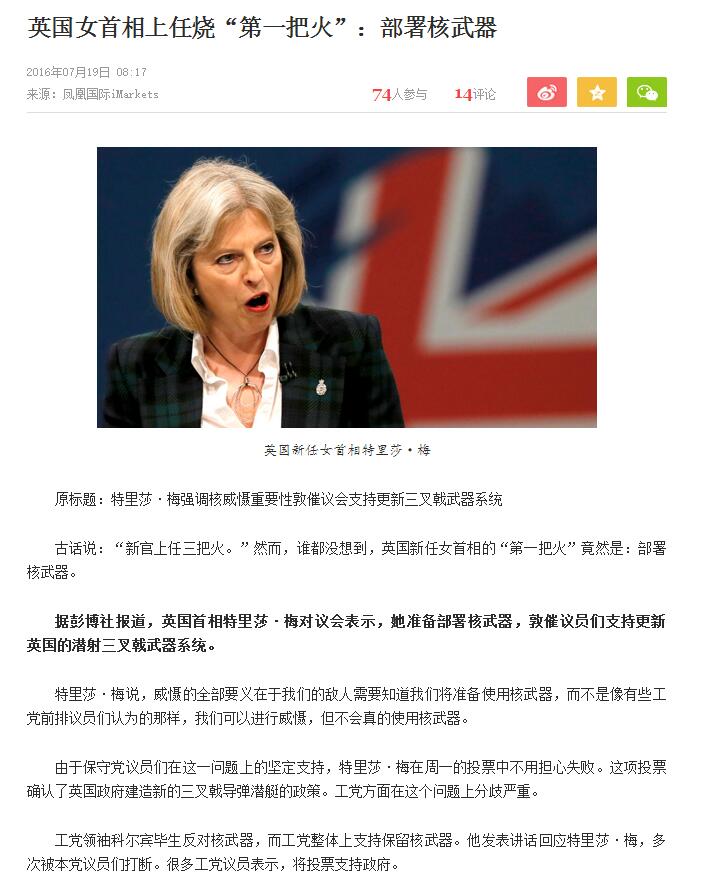 英国女首相上任烧“第一把火”：部署核武器
2016年07月19日 08:17
来源：凤凰国际iMarkets
74人参与 14评论
英国新任女首相特里莎·梅
原标题：特里莎·梅强调核威慑重要性敦催议会支持更新三叉戟武器系统
古话说：“新官上任三把火。”然而，谁都没想到，英国新任女首相的“第一把火”竟然是：部署
核武器。
据彭博社报道，英国首相特里莎·梅对议会表示，她准备部署核武器，敦催议员们支持更新
英国的潜射三叉戟武器系统。
特里莎·梅说，威慑的全部要义在于我们的敌人需要知道我们将准备使用核武器，而不是像有些工
党前排议员们认为的那样，我们可以进行威慑，但不会真的使用核武器。
由于保守党议员们在这一问题上的坚定支持，特里莎·梅在周一的投票中不用担心失败。这项投票
确认了英国政府建造新的三叉戟导弹潜艇的政策。工党方面在这个问题上分歧严重。
工党领袖科尔宾毕生反对核武器，而工党整体上支持保留核武器。他发表讲话回应特里莎·梅，多
次被本党议员们打断。很多工党议员表示，将投票支持政府。